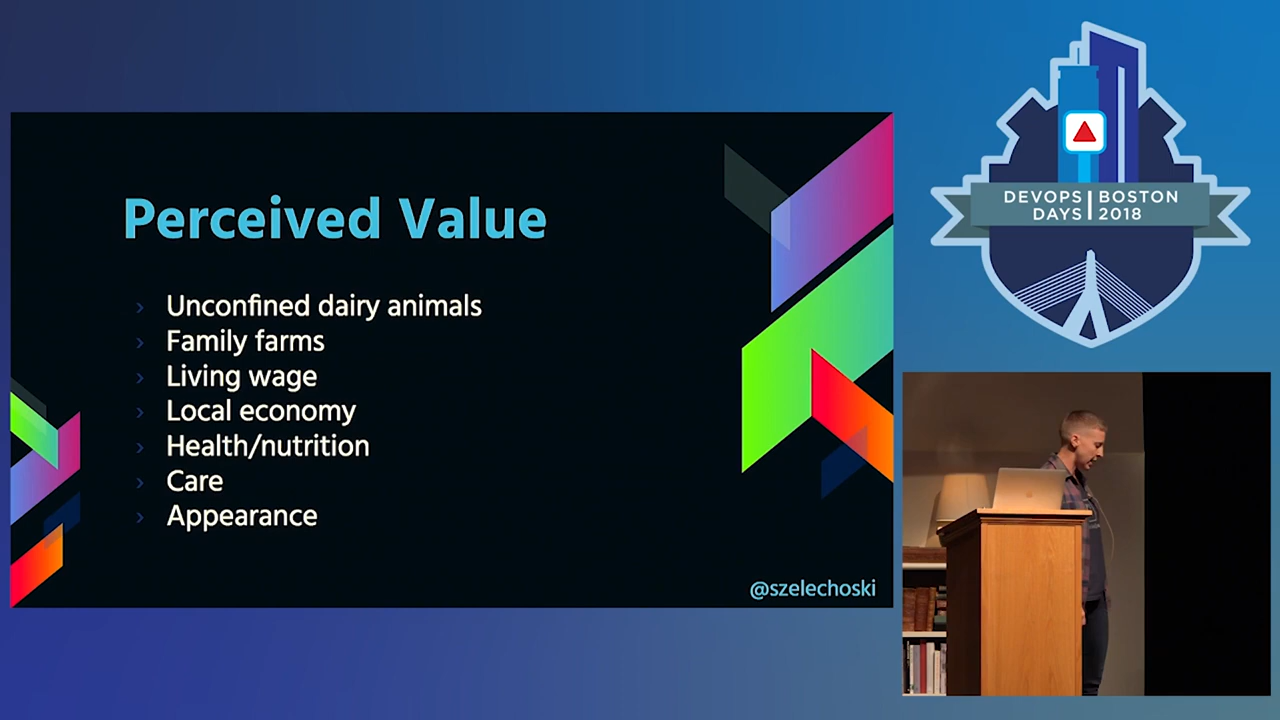 Perceived Value
› Unconfined dairy animals
› Family farms
› Living wage
› Local economy
› Health/nutrition
› Care
› Appearance
@szelechoski
DEVOPS DAYS | BOSTON 2018